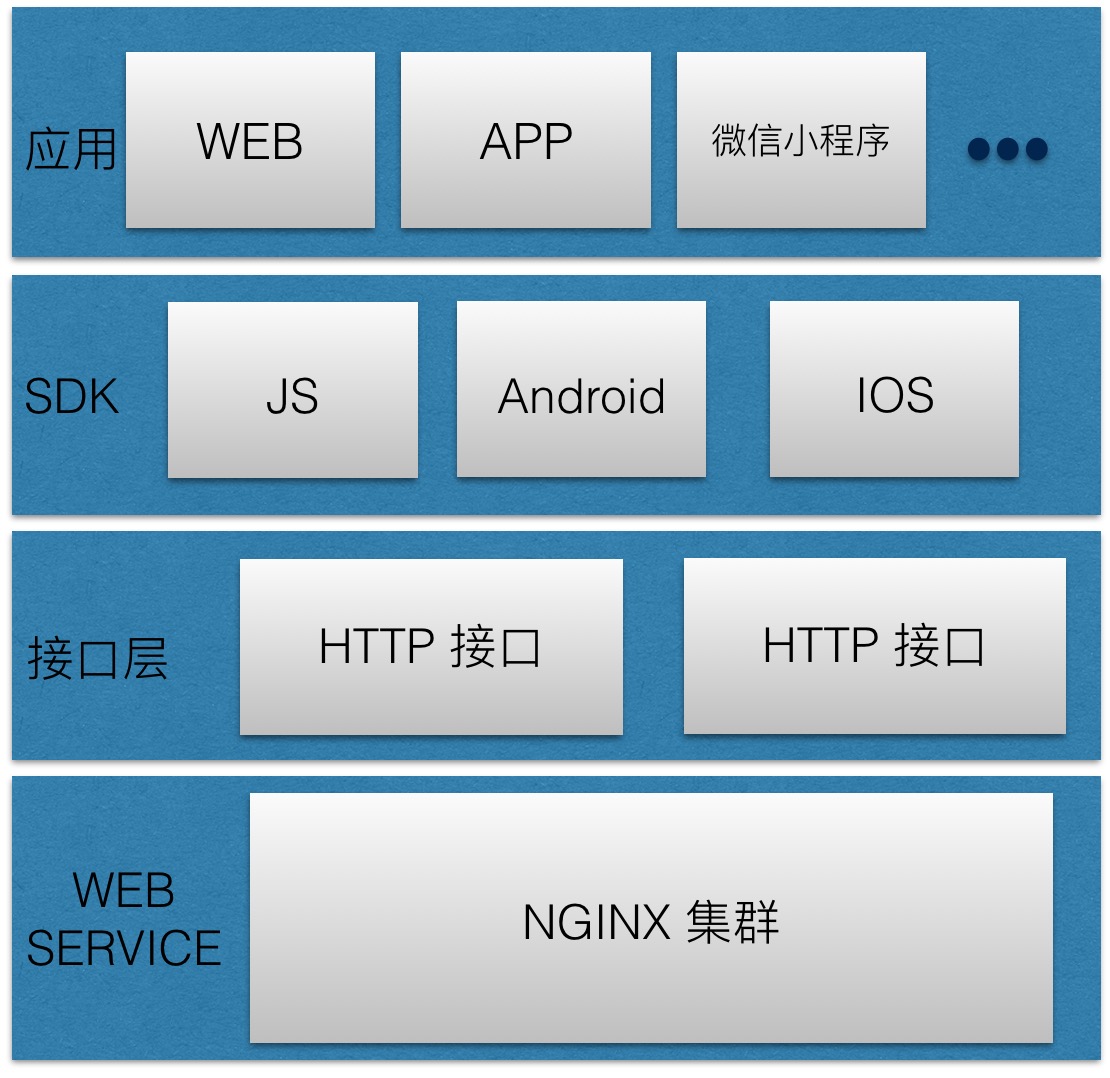 应用
WEB
APP
微信小程序
•••
SDK
JS
Android
IOS
接口层
HTTP 接口
HTTP 接口
WEB
SERVICE
NGINX 集群